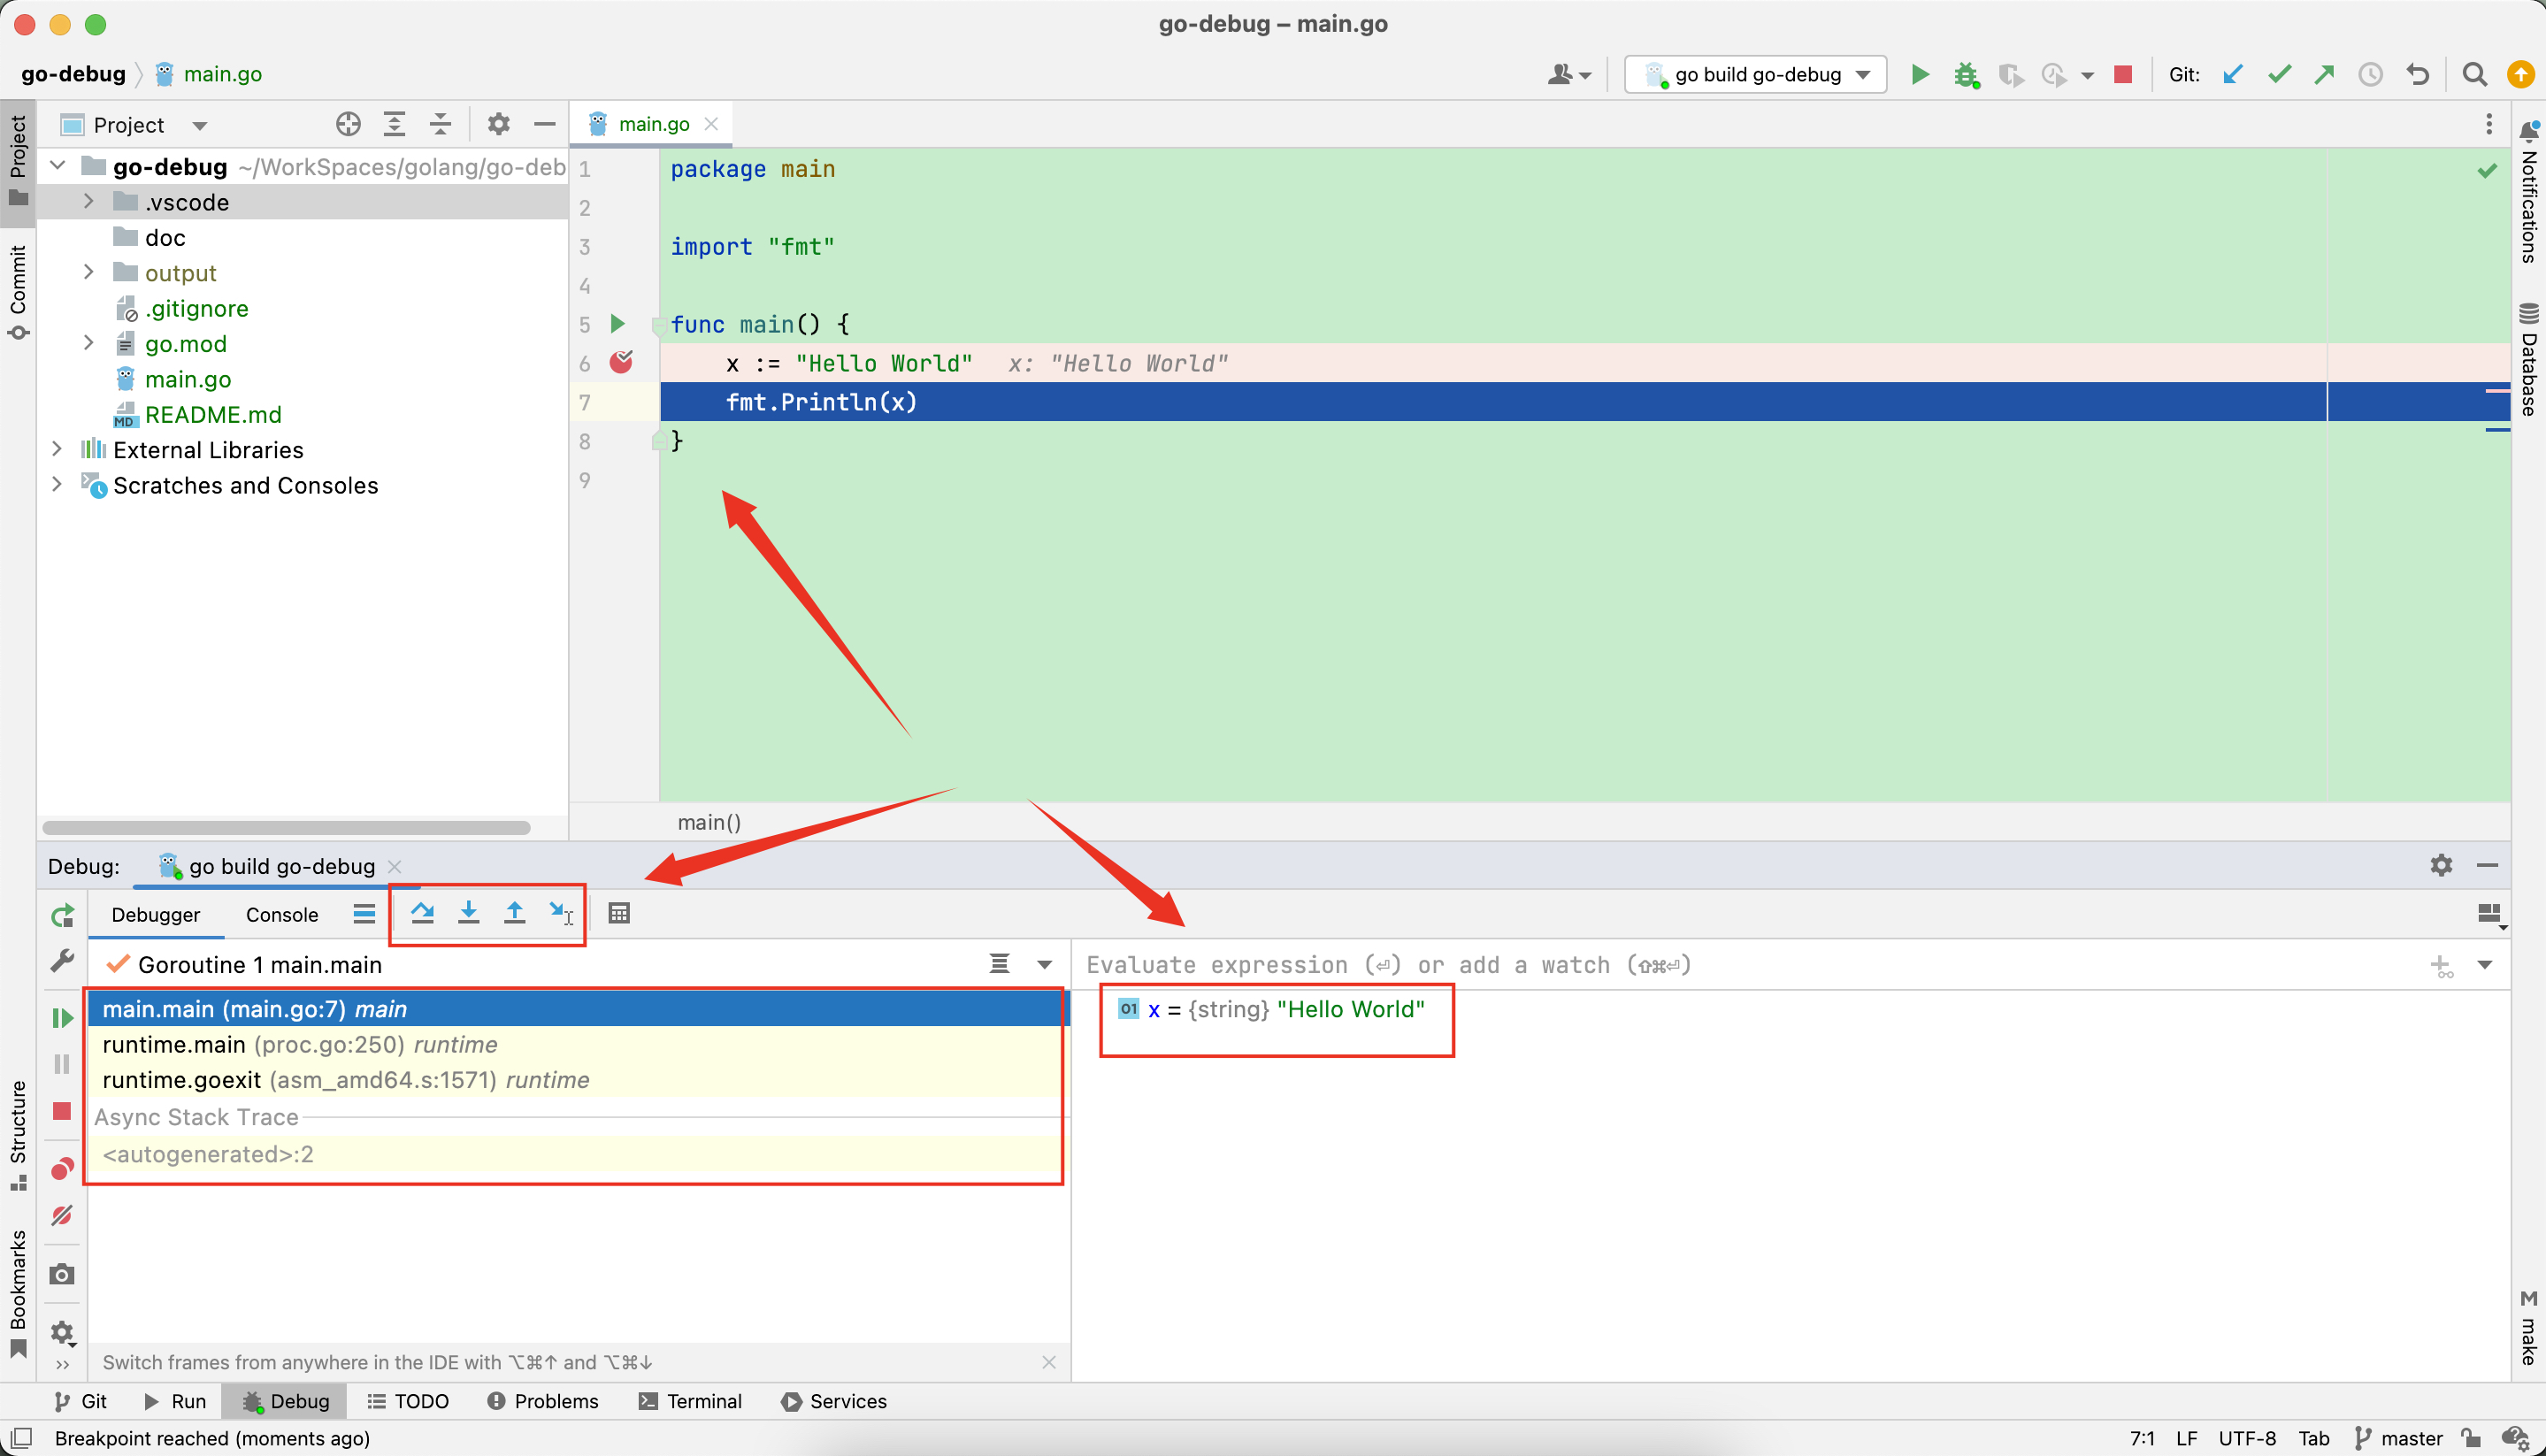 go-debug – main.go
go-debug main.go
go build go-debug
Git:
Project
main.go
Project
Commit
Structure
Bookmarks
go-debug ~/WorkSpaces/golang/go-deb
.vscode
doc
output
.gitignore
go.mod
main.go
README.md
External Libraries
Scratches and Consoles
1 package main
2
3 import "fmt"
4
5 func main() {
6 x := "Hello World" x: "Hello World"
7 fmt.Println(x)
8 }
9
main()
Notifications
Database
make
Debug: go build go-debug
Debugger Console
Goroutine 1 main.main
Evaluate expression (⏎) or add a watch (⇧⌘⏎)
main.main (main.go:7) main
runtime.main (proc.go:250) runtime
runtime.goexit (asm_amd64.s:1571) runtime
Async Stack Trace
<autogenerated>:2
01 x = {string} "Hello World"
Switch frames from anywhere in the IDE with ⌥⌘↑ and ⌥⌘↓
Git Run Debug TODO Problems Terminal Services
Breakpoint reached (moments ago)
7:1 LF UTF-8 Tab master